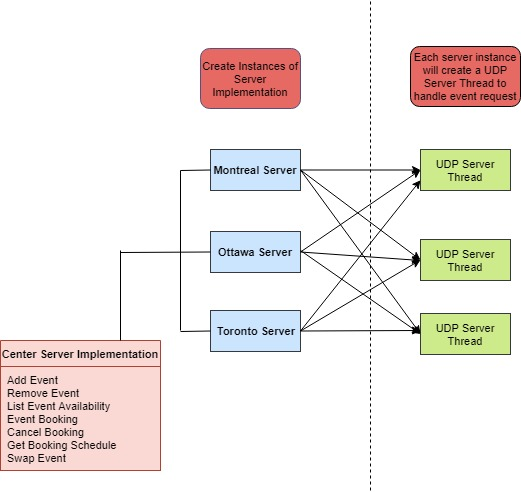 Create Instances of
Server
Implementation
Each server instance
will create a UDP
Server Thread to
handle event request
Montreal Server
UDP Server
Thread
Ottawa Server
UDP Server
Thread
Toronto Server
UDP Server
Thread
Center Server Implementation
Add Event
Remove Event
List Event Availability
Event Booking
Cancel Booking
Get Booking Schedule
Swap Event